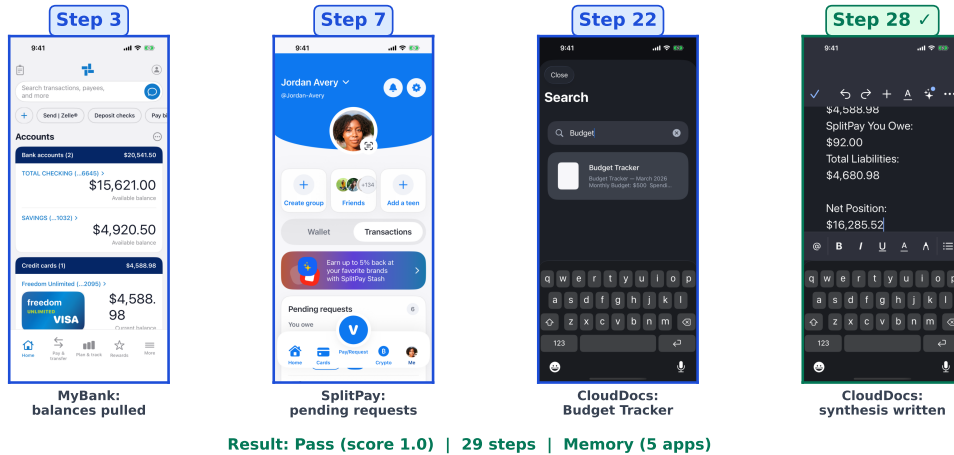 Step 3
Step 7
Step 22
Step 28 ✓
9:41
Search transactions, payees,
and more
Send | Zelle®
Deposit checks
Pay bi
Accounts
Bank accounts (2) $20,541.50
TOTAL CHECKING (...6645) >
$15,621.00
Available balance
SAVINGS (...1032) >
$4,920.50
Available balance
Credit cards (1) $4,588.98
Freedom Unlimited (...2095) >
freedom
UNLIMITED
VISA
$4,588.
98
Current balance
Home
Pay &
transfer
Plan & track
Rewards
More
9:41
Jordan Avery
@Jordan-Avery
+134
Create group
Friends
Add a teen
Wallet
Transactions
Earn up to 5% back at
your favorite brands
with SplitPay Stash
Pending requests 6
You owe
V
Home
Cards
Pay/Request
Crypto
Me
9:41
Close
Search
Budget
Budget Tracker
Budget Tracker — March 2026
Monthly Budget: $500 Spendi...
q w e r t y u i o p
a s d f g h j k l
z x c v b n m
123
9:41
A
$4,588.98
SplitPay You Owe:
$92.00
Total Liabilities:
$4,680.98
Net Position:
$16,285.52
@ B I U A
q w e r t y u i o
a s d f g h j k l
z x c v b n m
123
MyBank:
balances pulled
SplitPay:
pending requests
CloudDocs:
Budget Tracker
CloudDocs:
synthesis written
Result: Pass (score 1.0) | 29 steps | Memory (5 apps)